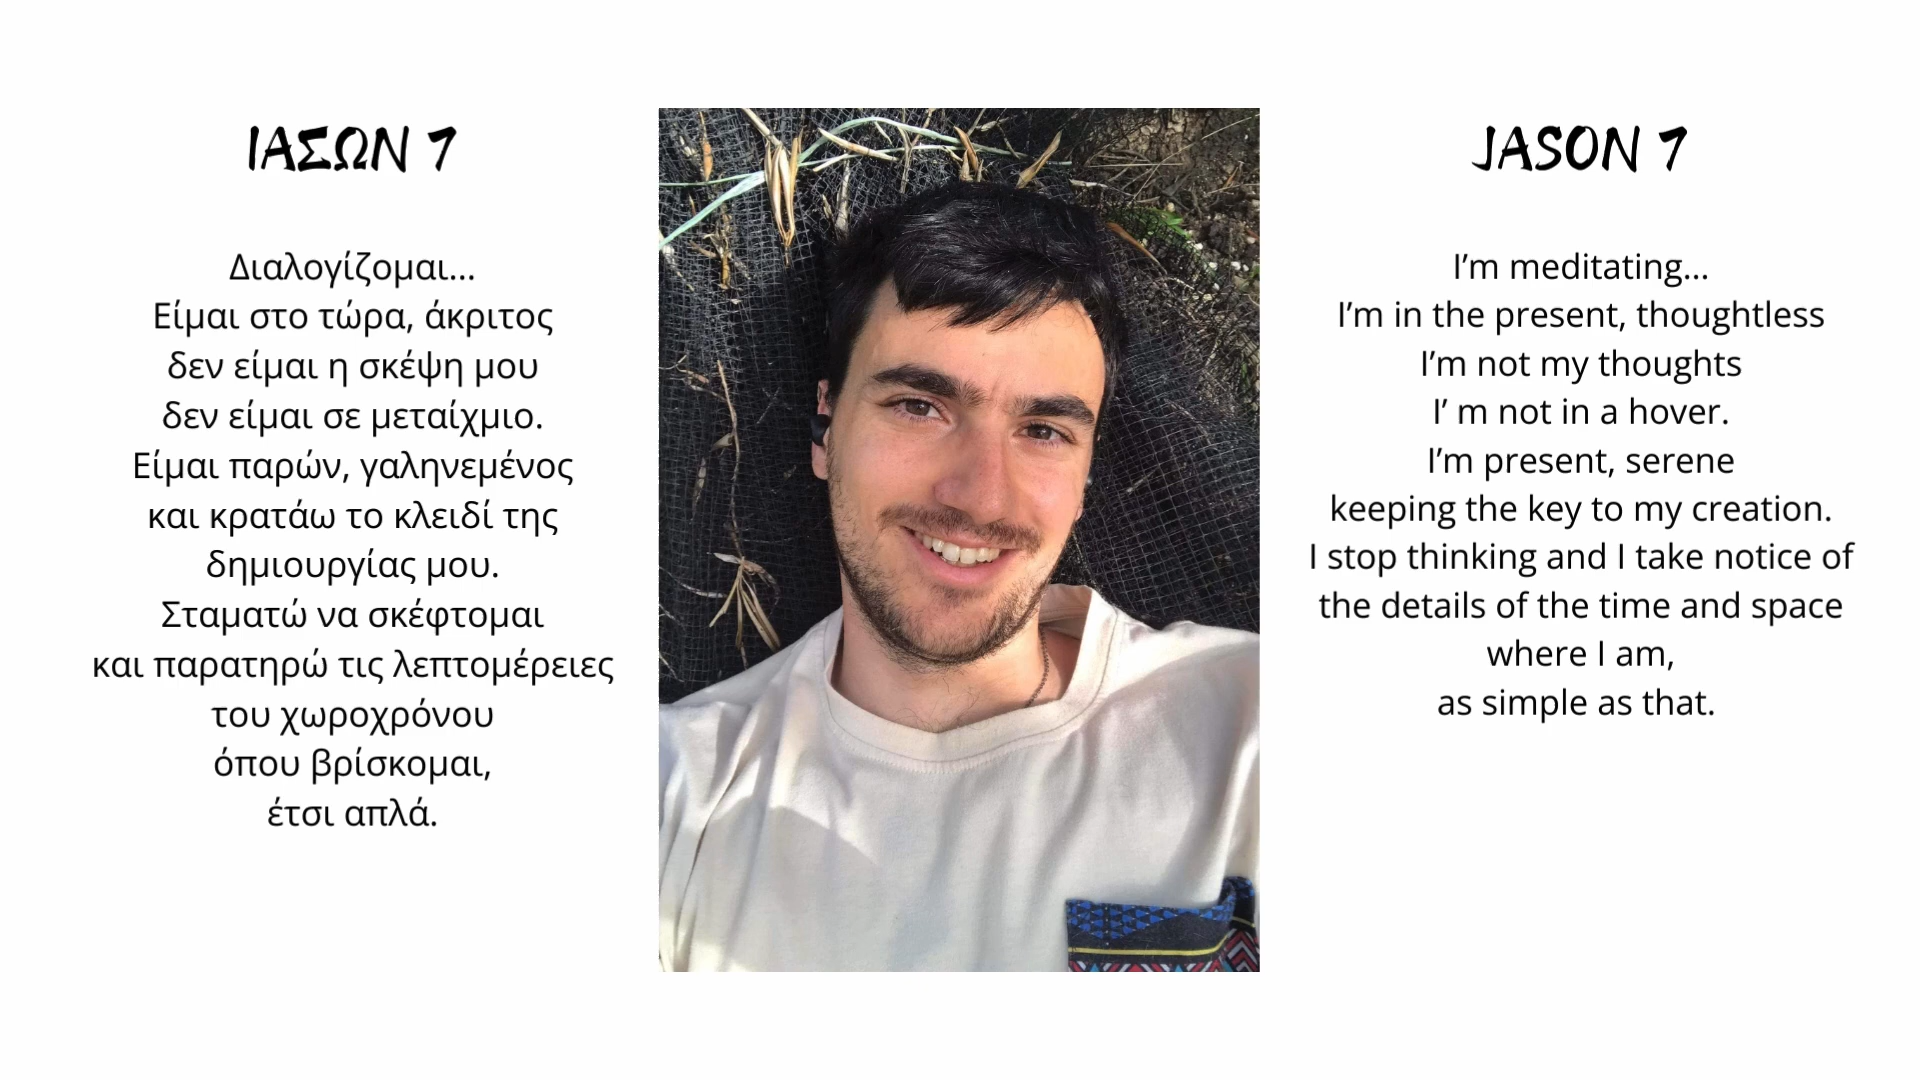 ΙΑΣΩΝ 7
Διαλογίζομαι...
Είμαι στο τώρα, άκριτος
δεν είμαι η σκέψη μου
δεν είμαι σε μεταίχμιο.
Είμαι παρών, γαληνεμένος
και κρατάω το κλειδί της
δημιουργίας μου.
Σταματώ να σκέφτομαι
και παρατηρώ τις λεπτομέρειες
του χωροχρόνου
όπου βρίσκομαι,
έτσι απλά.
JASON 7
I’m meditating...
I’m in the present, thoughtless
I’m not my thoughts
I’ m not in a hover.
I’m present, serene
keeping the key to my creation.
I stop thinking and I take notice of
the details of the time and space
where I am,
as simple as that.